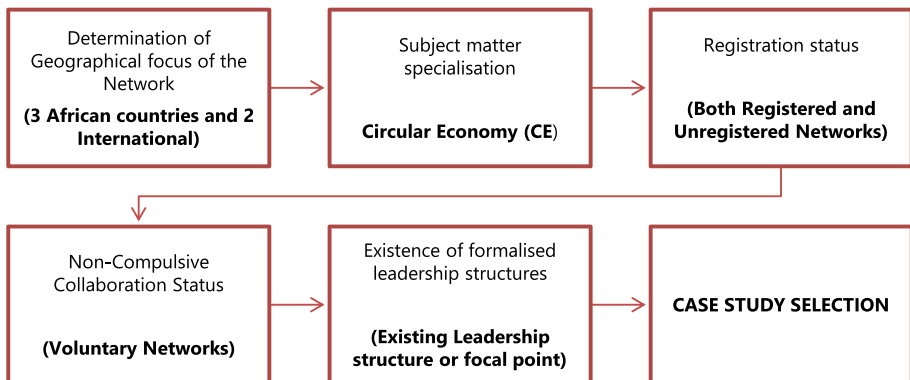 Determination of
Geographical focus of the
Network
(3 African countries and 2
International)
Subject matter
specialisation
Circular Economy (CE)
Registration status
(Both Registered and
Unregistered Networks)
Non-Compulsive
Collaboration Status
(Voluntary Networks)
Existence of formalised
leadership structures
(Existing Leadership
structure or focal point)
CASE STUDY SELECTION